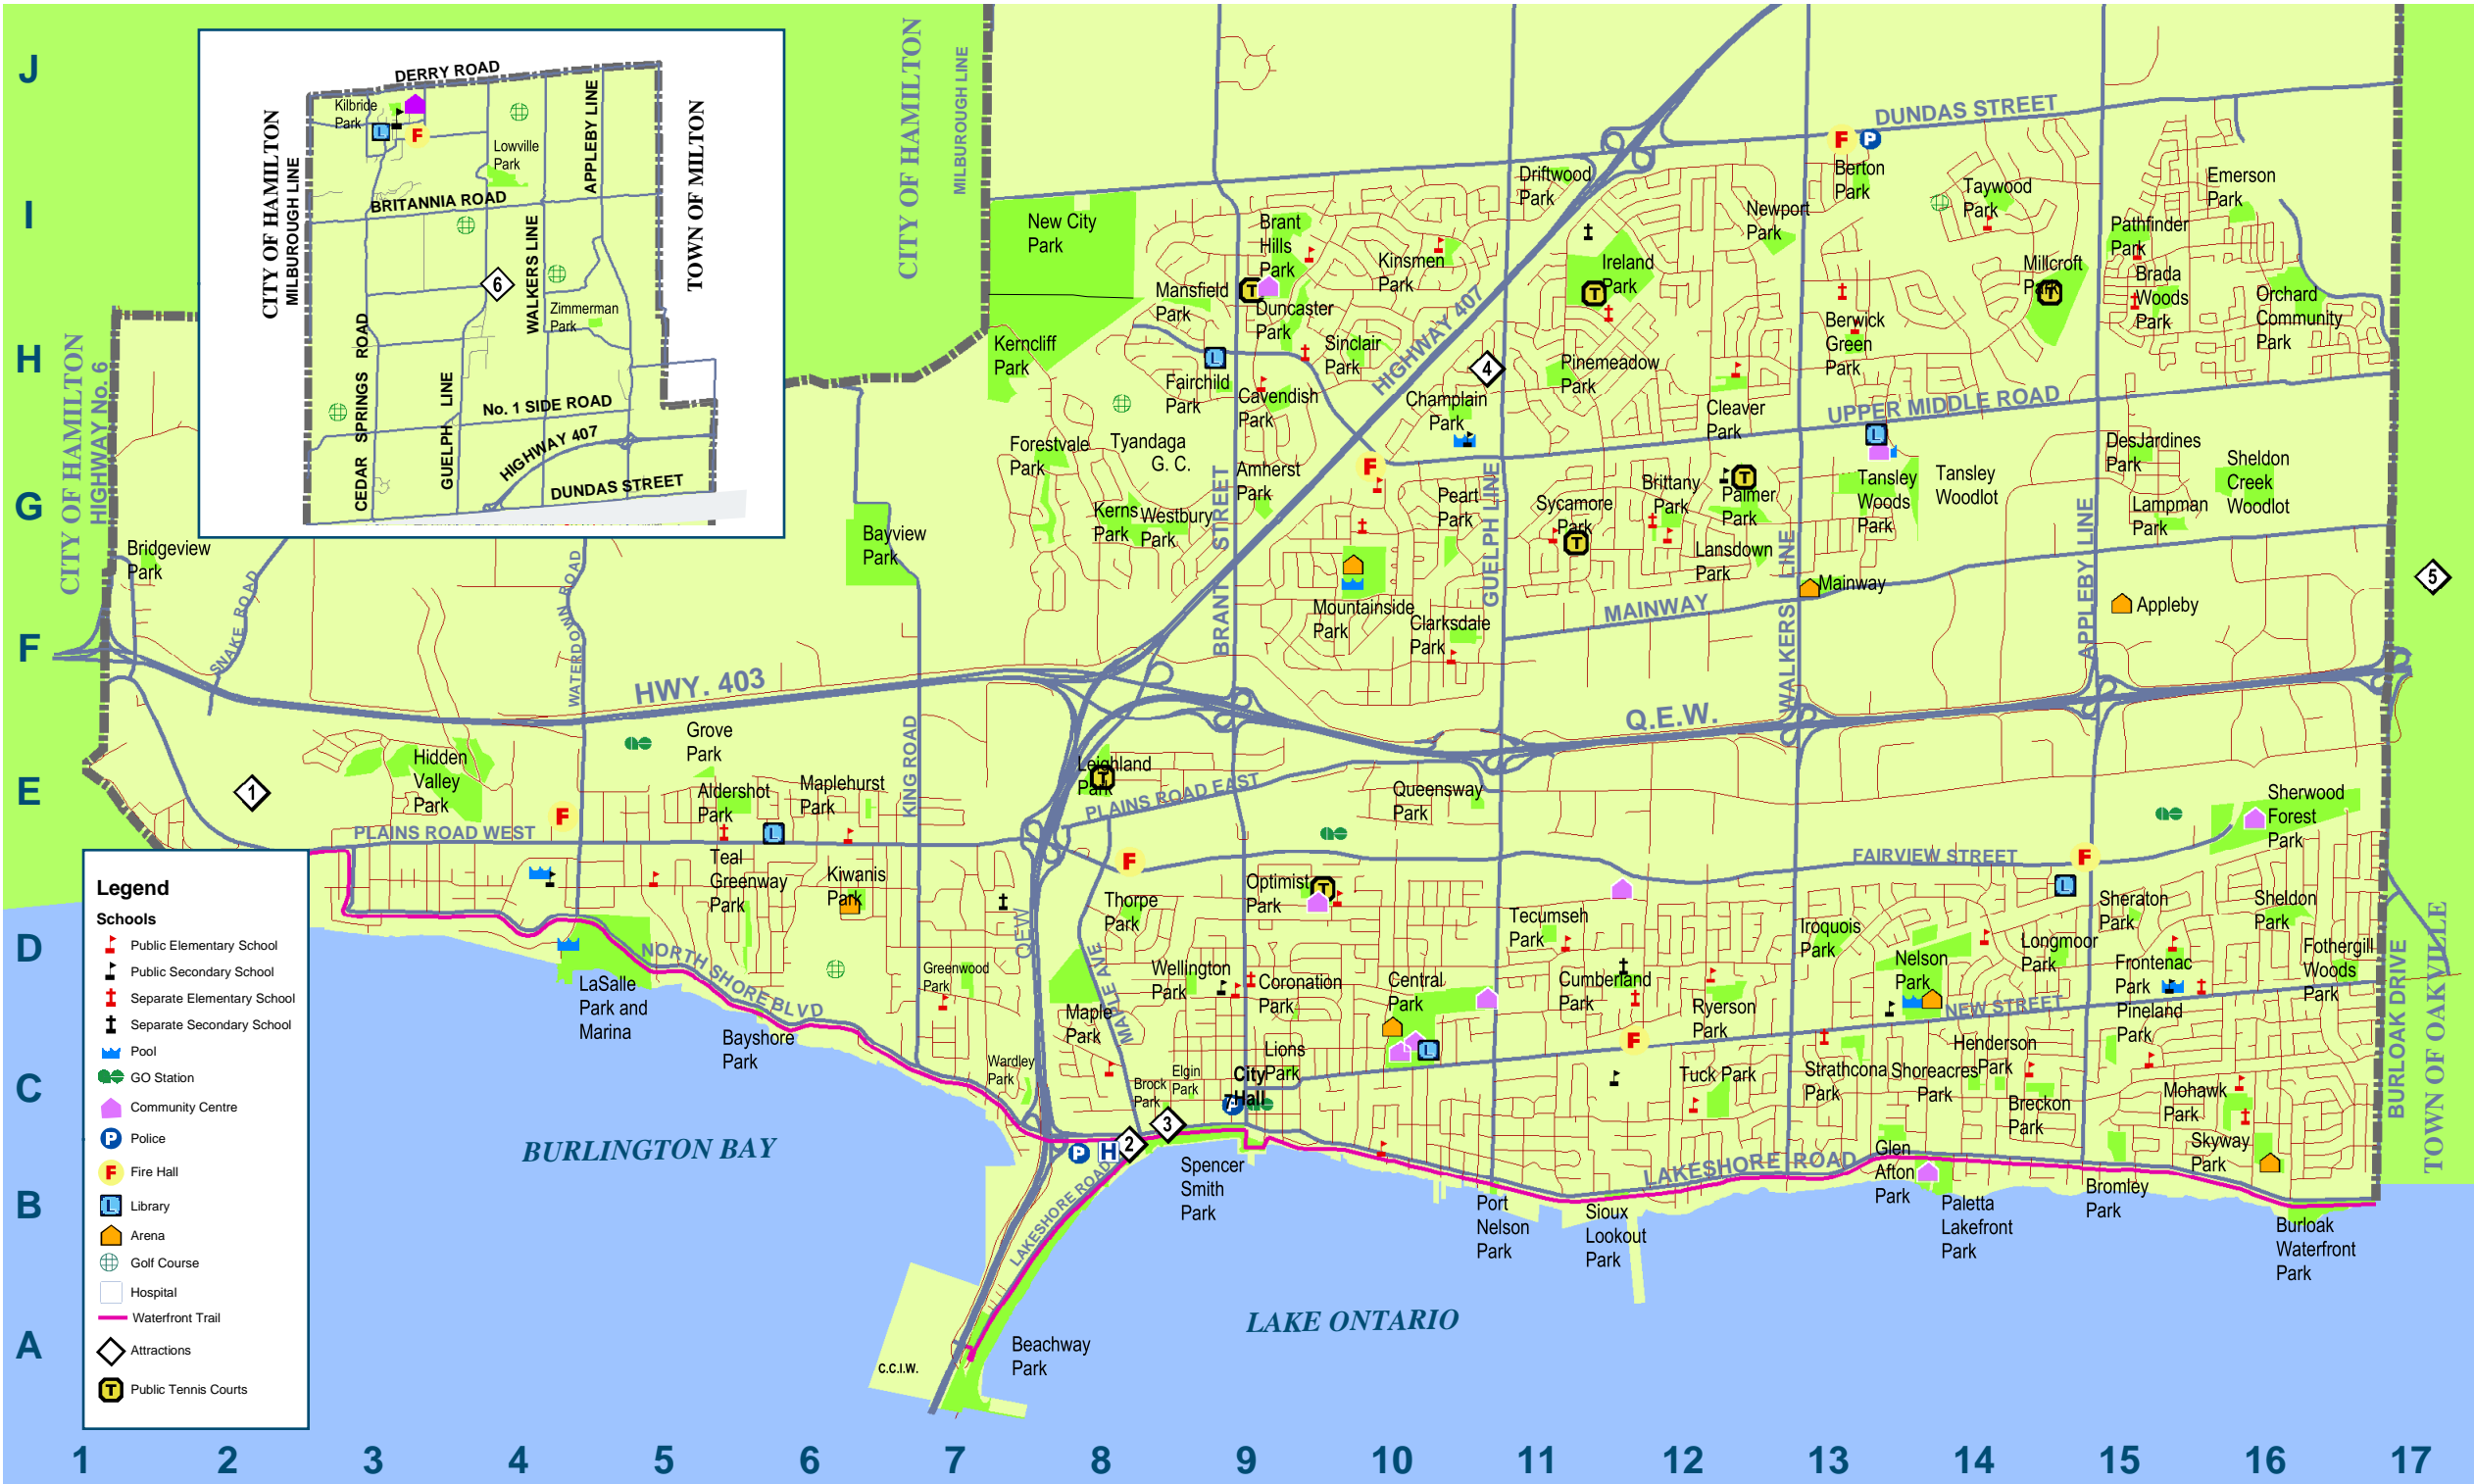 J
I
H
G
F
E
D
C
B
A
1
2
3
4
5
6
7
8
9
10
11
12
13
14
15
16
17
DERRY ROAD
Kilbride
Park
L
F
Lowville
Park
APPLEBY LINE
CITY OF HAMILTON
MILBOROUGH LINE
TOWN OF MILTON
BRITANNIA ROAD
WALKERS LINE
6
Zimmerman
Park
CEDAR SPRINGS ROAD
GUELPH LINE
No. 1 SIDE ROAD
HIGHWAY 407
DUNDAS STREET
CITY OF HAMILTON
MILBOROUGH LINE
CITY OF HAMILTON
HIGHWAY No. 6
DUNDAS STREET
F
P
Berton
Park
Driftwood
Park
Taywood
Park
Emerson
Park
New City
Park
Brant
Hills
Park
Newport
Park
Pathfinder
Park
Kinsmen
Park
Ireland
Park
T
Millcroft
Park
T
Brada
Woods
Park
Orchard
Community
Park
Mansfield
Park
T
Duncaster
Park
HIGHWAY 407
Berwick
Green
Park
Kerncliff
Park
L
Sinclair
Park
4
Pinemeadow
Park
Fairchild
Park
Cavendish
Park
Champlain
Park
Cleaver
Park
UPPER MIDDLE ROAD
Forestvale
Park
Tyandaga
G. C.
Amherst
Park
F
L
DesJardines
Park
Sheldon
Creek
Woodlot
Tansley
Woods
Park
Tansley
Woodlot
Kerns
Park
Westbury
Park
BRANT STREET
Peart
Park
GUELPH LINE
Sycamore
Park
T
Brittany
Park
T
Palmer
Park
Lampman
Park
Bayview
Park
Bridgeview
Park
SNAKE ROAD
WATERDOWN ROAD
Lansdown
Park
WALKERS LINE
APPLEBY LINE
5
Mainway
MAINWAY
Appleby
Mountainside
Park
Clarksdale
Park
HWY. 403
Q.E.W.
Grove
Park
KING ROAD
Hidden
Valley
Park
1
Leighland
Park
T
PLAINS ROAD EAST
Queensway
Park
Aldershot
Park
Maplehurst
Park
Sherwood
Forest
Park
F
PLAINS ROAD WEST
L
F
FAIRVIEW STREET
F
Teal
Greenway
Park
Kiwanis
Park
Optimist
Park
T
L
Thorpe
Park
Tecumseh
Park
Iroquois
Park
Sheraton
Park
Sheldon
Park
Longmoor
Park
Fothergill
Woods
Park
QEW
NORTH SHORE BLVD
Greenwood
Park
MAPLE AVE
Wellington
Park
Coronation
Park
Central
Park
Cumberland
Park
Nelson
Park
Frontenac
Park
LaSalle
Park and
Marina
Maple
Park
Ryerson
Park
NEW STREET
Pineland
Park
BURLOAK DRIVE
TOWN OF OAKVILLE
Bayshore
Park
L
F
Henderson
Park
Wardley
Park
Brock
Park
Elgin
Park
Lions
Park
City
Hall
P
Tuck Park
Strathcona
Park
Shoreacres
Park
Breckon
Park
Mohawk
Park
BURLINGTON BAY
3
2
P
H
Skyway
Park
Spencer
Smith
Park
LAKESHORE ROAD
Glen
Afton
Park
Bromley
Park
LAKESHORE ROAD
Port
Nelson
Park
Sioux
Lookout
Park
Paletta
Lakefront
Park
Burloak
Waterfront
Park
LAKE ONTARIO
Beachway
Park
C.C.I.W.
Legend
Schools
Public Elementary School
Public Secondary School
Separate Elementary School
Separate Secondary School
Pool
GO Station
Community Centre
P Police
F Fire Hall
L Library
Arena
Golf Course
Hospital
Waterfront Trail
Attractions
T Public Tennis Courts